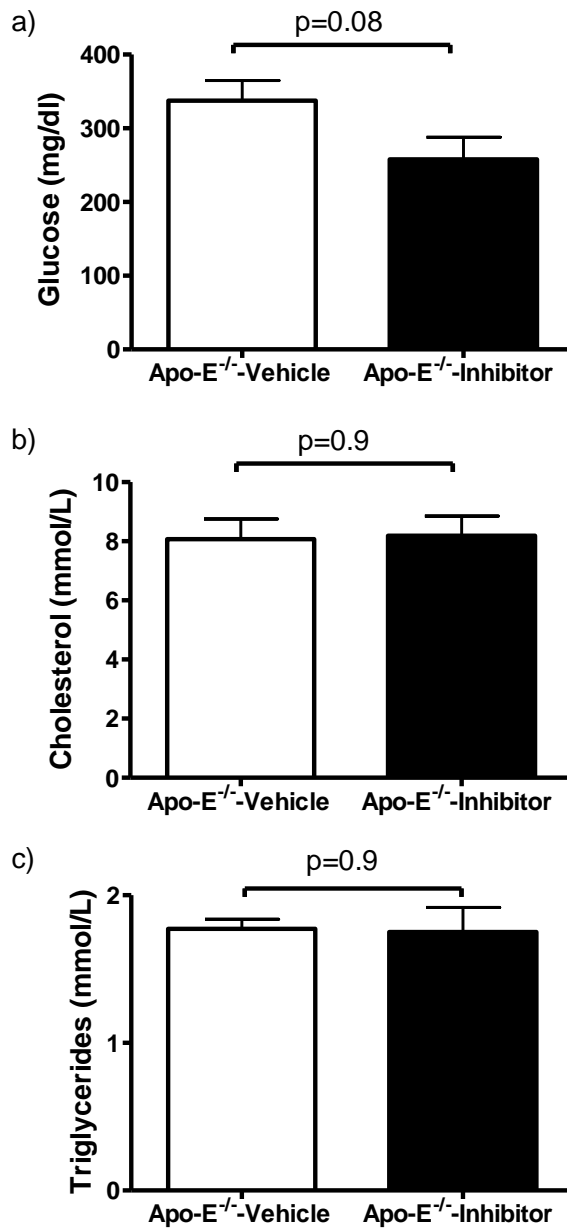 a)
p=0.08
Glucose (mg/dl)
400
300
200
100
0
Apo-E⁻/⁻-Vehicle Apo-E⁻/⁻-Inhibitor
b)
p=0.9
Cholesterol (mmol/L)
10
8
6
4
2
0
Apo-E⁻/⁻-Vehicle Apo-E⁻/⁻-Inhibitor
c)
p=0.9
Triglycerides (mmol/L)
2
1
0
Apo-E⁻/⁻-Vehicle Apo-E⁻/⁻-Inhibitor